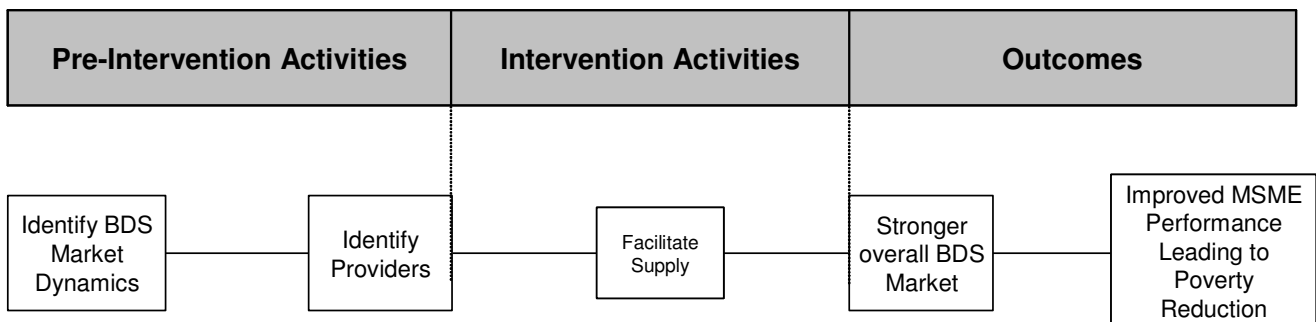 Pre-Intervention Activities
Intervention Activities
Outcomes
Identify BDS
Market
Dynamics
Identify
Providers
Facilitate
Supply
Stronger
overall BDS
Market
Improved MSME
Performance
Leading to
Poverty
Reduction